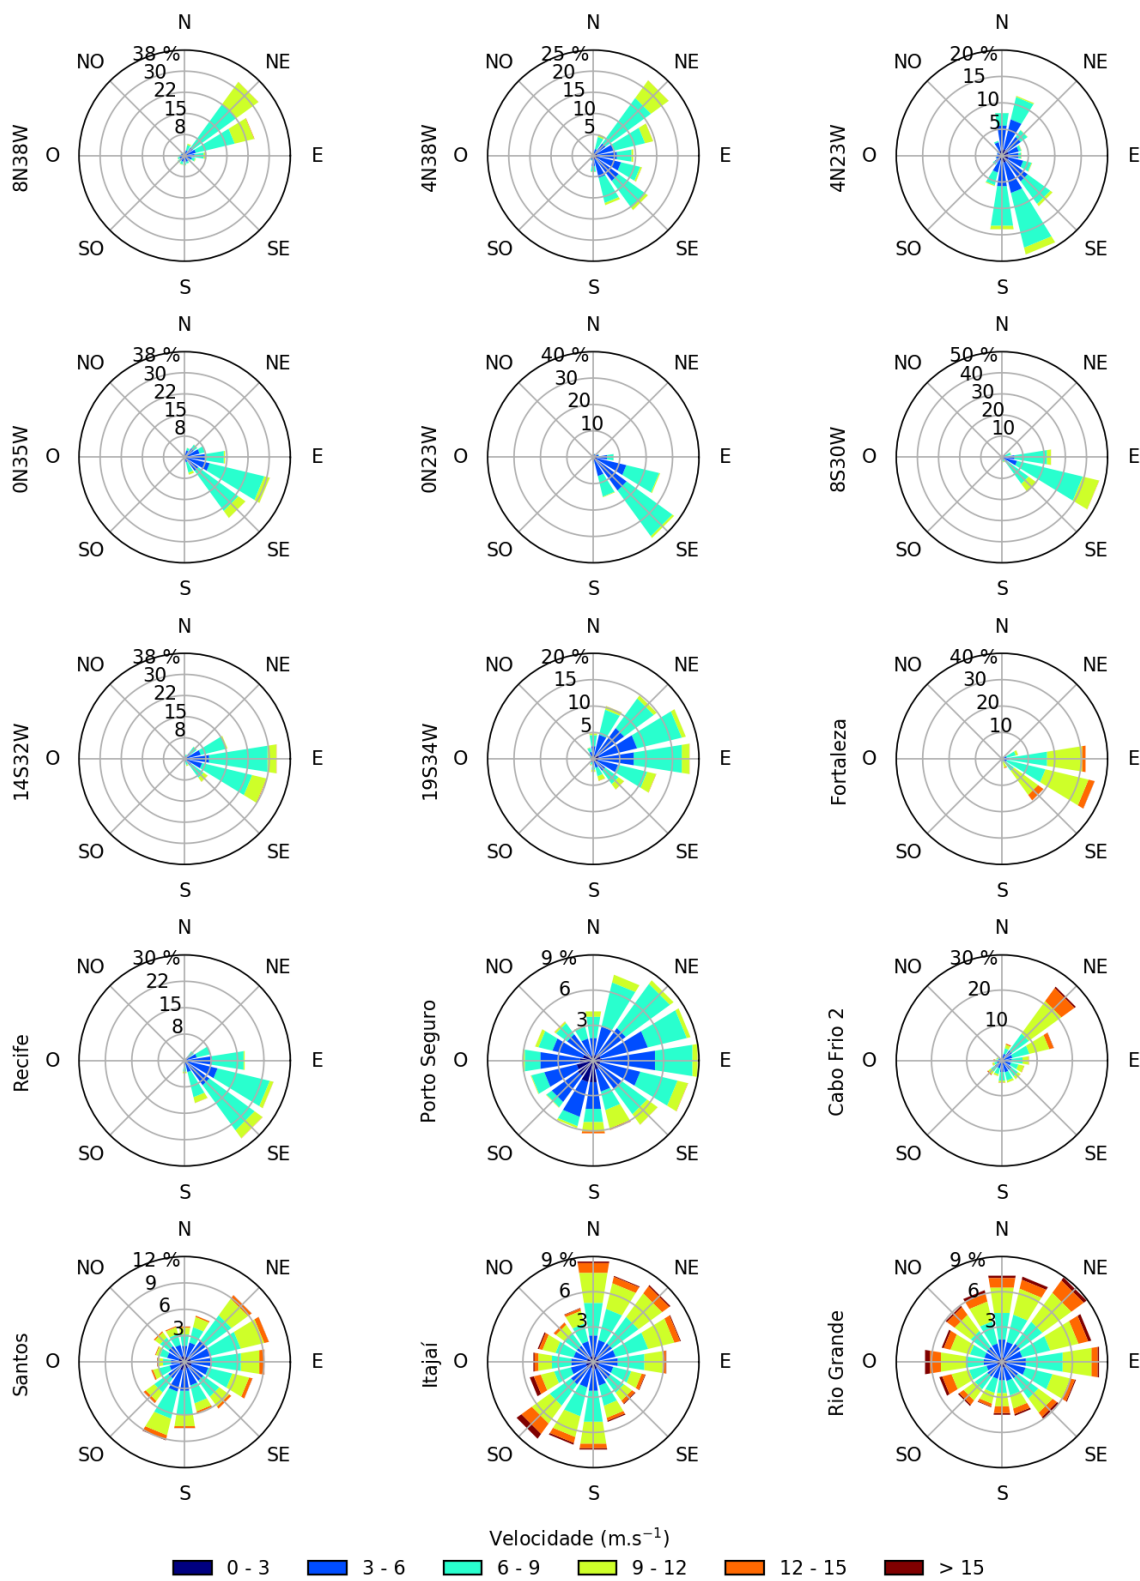 N N N
NO 38 % NE NO 25 % NE NO 20 % NE
30 20 15
22 15 10
15 10 5
8 5
8N38W O E 4N38W O E 4N23W O E
SO SE SO SE SO SE
S S S
N N N
NO 38 % NE NO 40 % NE NO 50 % NE
30 30 40
22 20 30
15 10 20
8 10
0N35W O E 0N23W O E 8S30W O E
SO SE SO SE SO SE
S S S
N N N
NO 38 % NE NO 20 % NE NO 40 % NE
30 15 30
22 10 20
15 5 10
8
14S32W O E 19S34W O E Fortaleza O E
SO SE SO SE SO SE
S S S
N N N
NO 30 % NE NO 9 % NE NO 30 % NE
22 6 20
15 3 10
8
Recife O E Porto Seguro O E Cabo Frio 2 O E
SO SE SO SE SO SE
S S S
N N N
NO 12 % NE NO 9 % NE NO 9 % NE
9 6 6
6 3 3
3
Santos O E Itajaí O E Rio Grande O E
SO SE SO SE SO SE
S S S
Velocidade (m.s⁻¹)
0 - 3 3 - 6 6 - 9 9 - 12 12 - 15 > 15